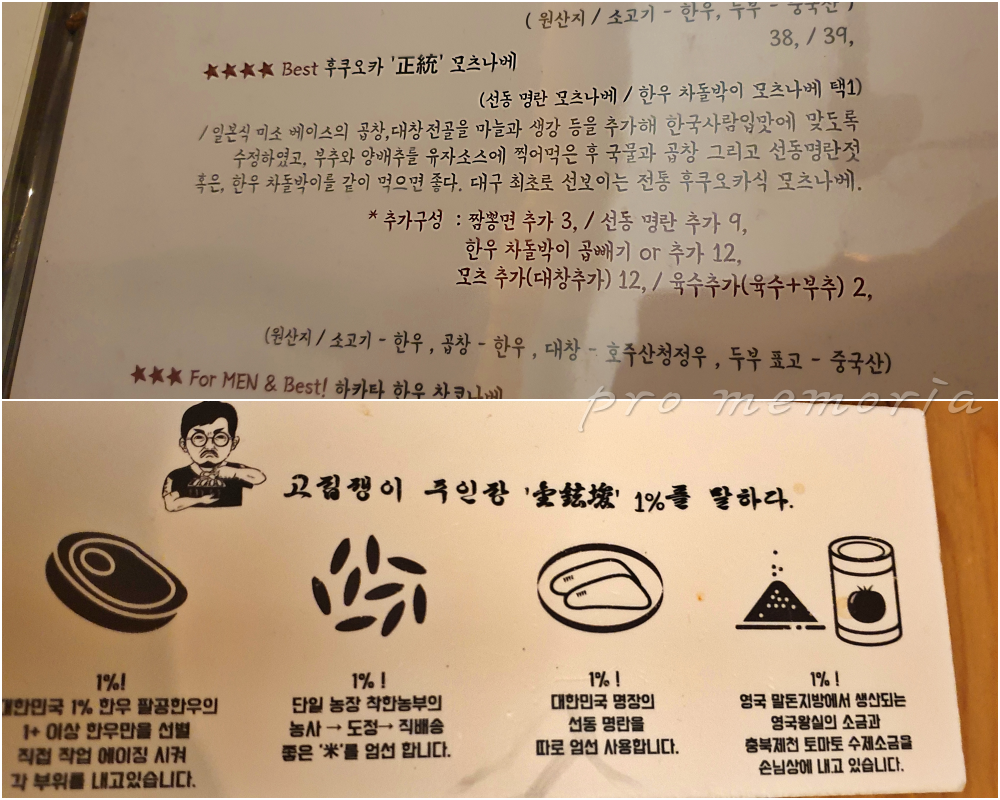 ( 원산지 / 소고기 - 한우, 두부 - 중국산 )
38, / 39,
★★★★ Best 후쿠오카 '正統' 모츠나베
(선동 명란 모츠나베 / 한우 차돌박이 모츠나베 택1)
/ 일본식 미소 베이스의 곱창,대창전골을 마늘과 생강 등을 추가해 한국사람입맛에 맞도록
수정하였고, 부추와 양배추를 유자소스에 찍어먹은 후 국물과 곱창 그리고 선동명란젓
혹은, 한우 차돌박이를 같이 먹으면 좋다. 대구 최초로 선보이는 전통 후쿠오카식 모츠나베.
* 추가구성 : 짬뽕면 추가 3, / 선동 명란 추가 9,
한우 차돌박이 곱빼기 or 추가 12,
모츠 추가(대창추가) 12, / 육수추가(육수+부추) 2,
(원산지 / 소고기 - 한우 , 곱창 - 한우 , 대창 - 호주산청정우 , 두부 표고 - 중국산)
★★★ For MEN & Best! 하카타 한우 창코나베
pro memoria
고집쟁이 주인장 '金鉉埈' 1%를 말하다.
1%!
대한민국 1% 한우 팔공한우의
1+ 이상 한우만을 선별
직접 작업 에이징 시켜
각 부위를 내고있습니다.
1% !
단일 농장 착한농부의
농사 → 도정→ 직배송
좋은 '米'를 엄선 합니다.
1% !
대한민국 명장의
선동 명란을
따로 엄선 사용합니다.
1% !
영국 말돈지방에서 생산되는
영국왕실의 소금과
충북제천 토마토 수제소금을
손님상에 내고 있습니다.